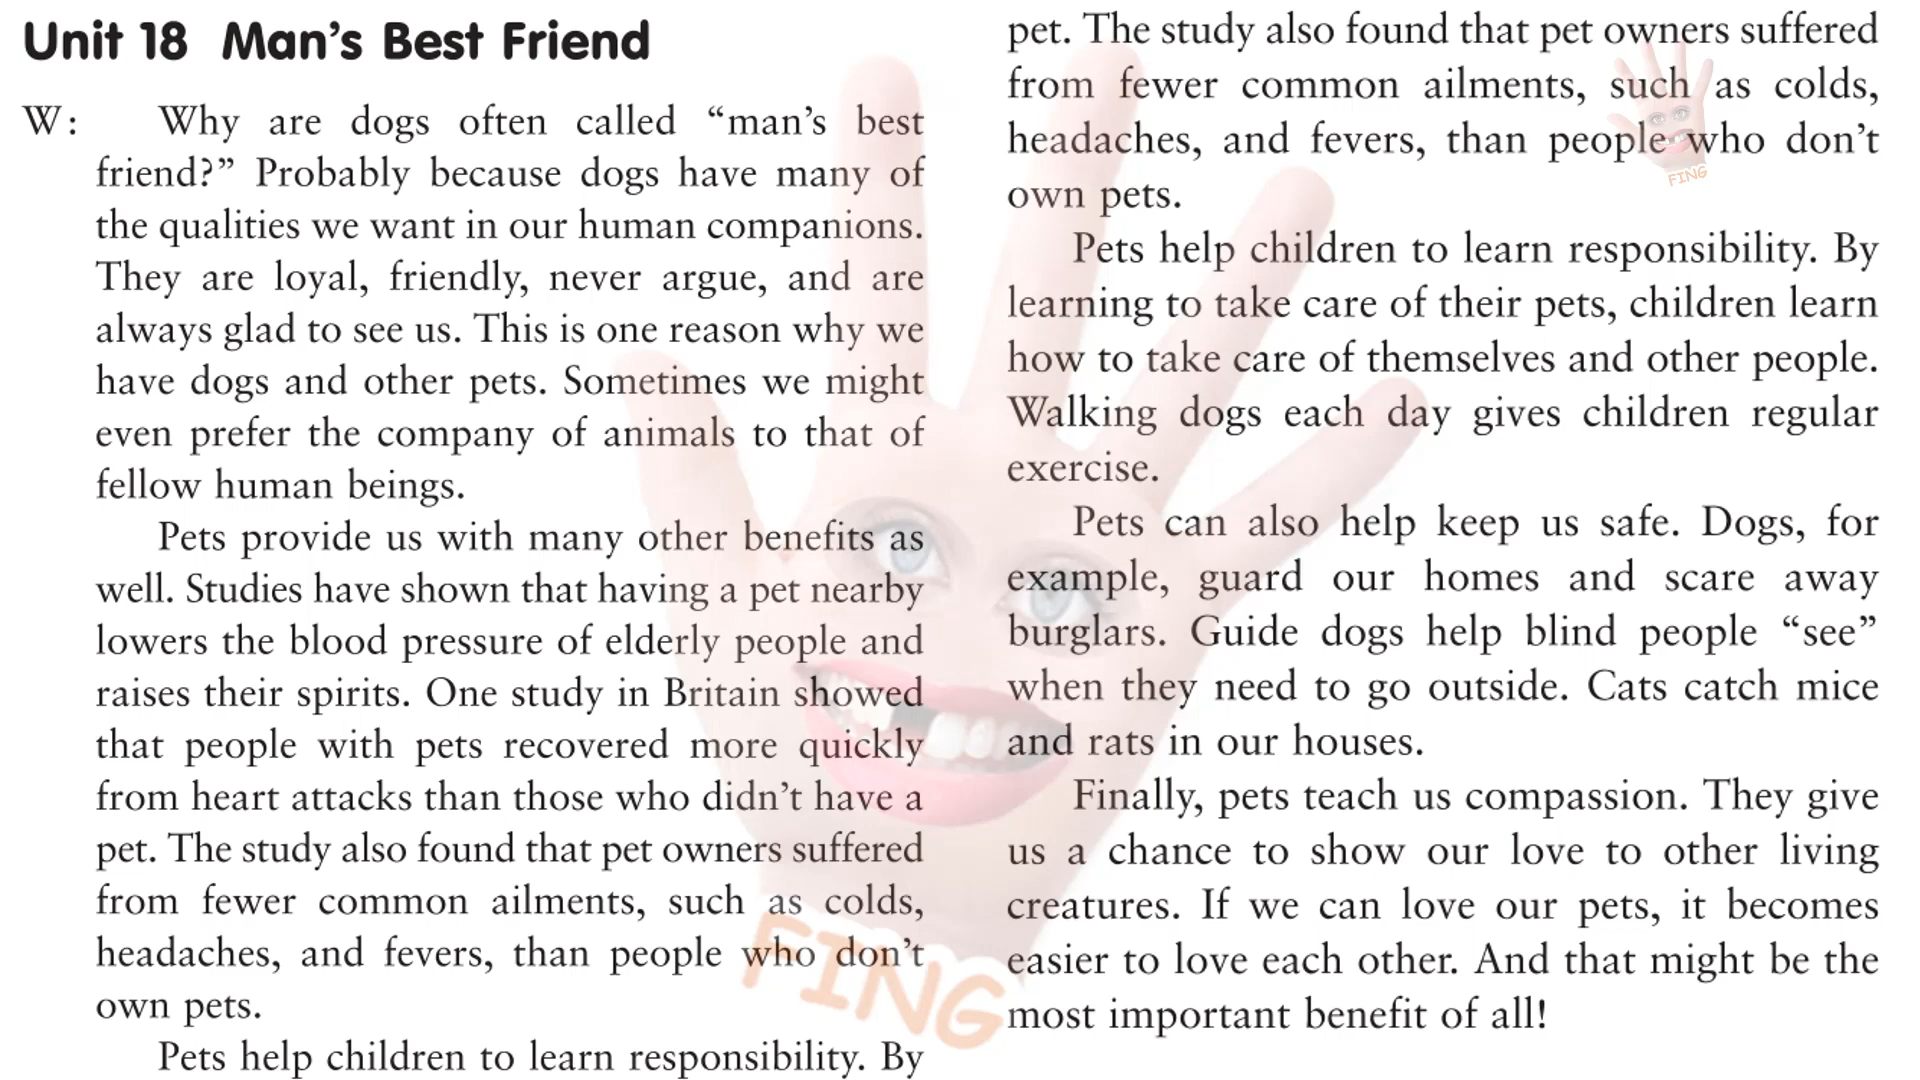 Unit 18 Man's Best Friend
W: Why are dogs often called “man’s best
friend?” Probably because dogs have many of
the qualities we want in our human companions.
They are loyal, friendly, never argue, and are
always glad to see us. This is one reason why we
have dogs and other pets. Sometimes we might
even prefer the company of animals to that of
fellow human beings.
Pets provide us with many other benefits as
well. Studies have shown that having a pet nearby
lowers the blood pressure of elderly people and
raises their spirits. One study in Britain showed
that people with pets recovered more quickly
from heart attacks than those who didn’t have a
pet. The study also found that pet owners suffered
from fewer common ailments, such as colds,
headaches, and fevers, than people who don’t
own pets.
Pets help children to learn responsibility. By
pet. The study also found that pet owners suffered
from fewer common ailments, such as colds,
headaches, and fevers, than people who don’t
own pets.
Pets help children to learn responsibility. By
learning to take care of their pets, children learn
how to take care of themselves and other people.
Walking dogs each day gives children regular
exercise.
Pets can also help keep us safe. Dogs, for
example, guard our homes and scare away
burglars. Guide dogs help blind people “see”
when they need to go outside. Cats catch mice
and rats in our houses.
Finally, pets teach us compassion. They give
us a chance to show our love to other living
creatures. If we can love our pets, it becomes
easier to love each other. And that might be the
most important benefit of all!
FING
FING